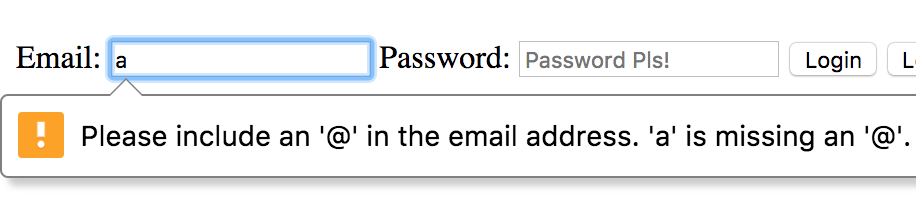 Email: a Password: Password Pls! Login L
Please include an '@' in the email address. 'a' is missing an '@'.